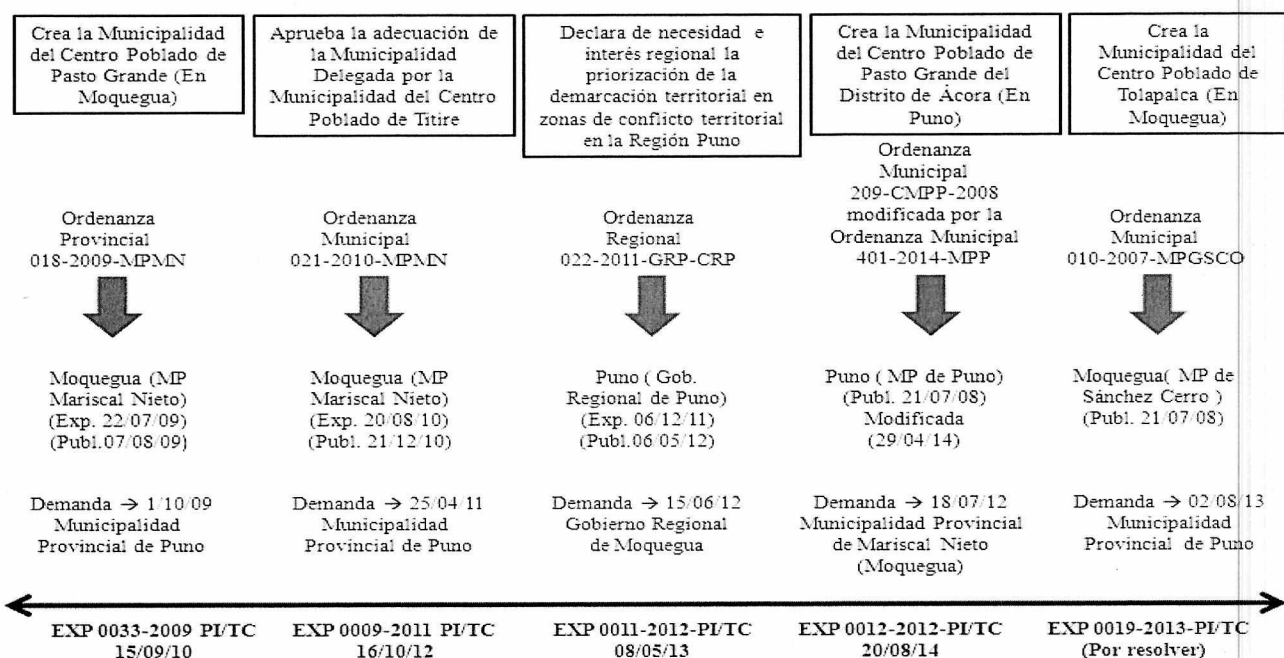 Crea la Municipalidad
del Centro Poblado de
Pasto Grande (En
Moquegua)
Aprueba la adecuación de
la Municipalidad
Delegada por la
Municipalidad del Centro
Poblado de Titire
Declara de necesidad e
interés regional la
priorización de la
demarcación territorial en
zonas de conflicto territorial
en la Región Puno
Crea la Municipalidad
del Centro Poblado de
Pasto Grande del
Distrito de Ácora (En
Puno)
Crea la
Municipalidad del
Centro Poblado de
Tolapalca (En
Moquegua)
Ordenanza
Provincial
018-2009-MPMN
Ordenanza
Municipal
021-2010-MPMN
Ordenanza
Regional
022-2011-GRP-CRP
Ordenanza
Municipal
209-CMPP-2008
modificada por la
Ordenanza Municipal
401-2014-MPP
Ordenanza
Municipal
010-2007-MPGSCO
Moquegua (MP
Mariscal Nieto)
(Exp. 22/07/09)
(Publ.07/08/09)
Moquegua (MP
Mariscal Nieto)
(Exp. 20/08/10)
(Publ. 21/12/10)
Puno ( Gob.
Regional de Puno)
(Exp. 06/12/11)
(Publ.06/05/12)
Puno ( MP de Puno)
(Publ. 21/07/08)
Modificada
(29/04/14)
Moquegua( MP de
Sánchez Cerro )
(Publ. 21/07/08)
Demanda → 1/10/09
Municipalidad
Provincial de Puno
Demanda → 25/04/11
Municipalidad
Provincial de Puno
Demanda → 15/06/12
Gobierno Regional
de Moquegua
Demanda → 18/07/12
Municipalidad Provincial
de Mariscal Nieto
(Moquegua)
Demanda → 02/08/13
Municipalidad
Provincial de Puno
EXP 0033-2009 PI/TC
15/09/10
EXP 0009-2011 PI/TC
16/10/12
EXP 0011-2012-PI/TC
08/05/13
EXP 0012-2012-PI/TC
20/08/14
EXP 0019-2013-PI/TC
(Por resolver)